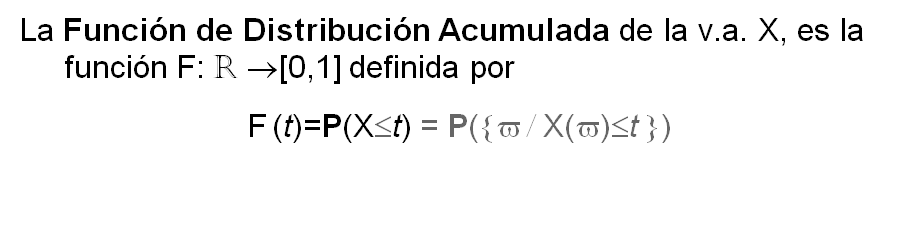 La Función de Distribución Acumulada de la v.a. X, es la
función F: ℝ →[0,1] definida por
F (t)=P(X≤t) = P({ϖ / X(ϖ)≤t })